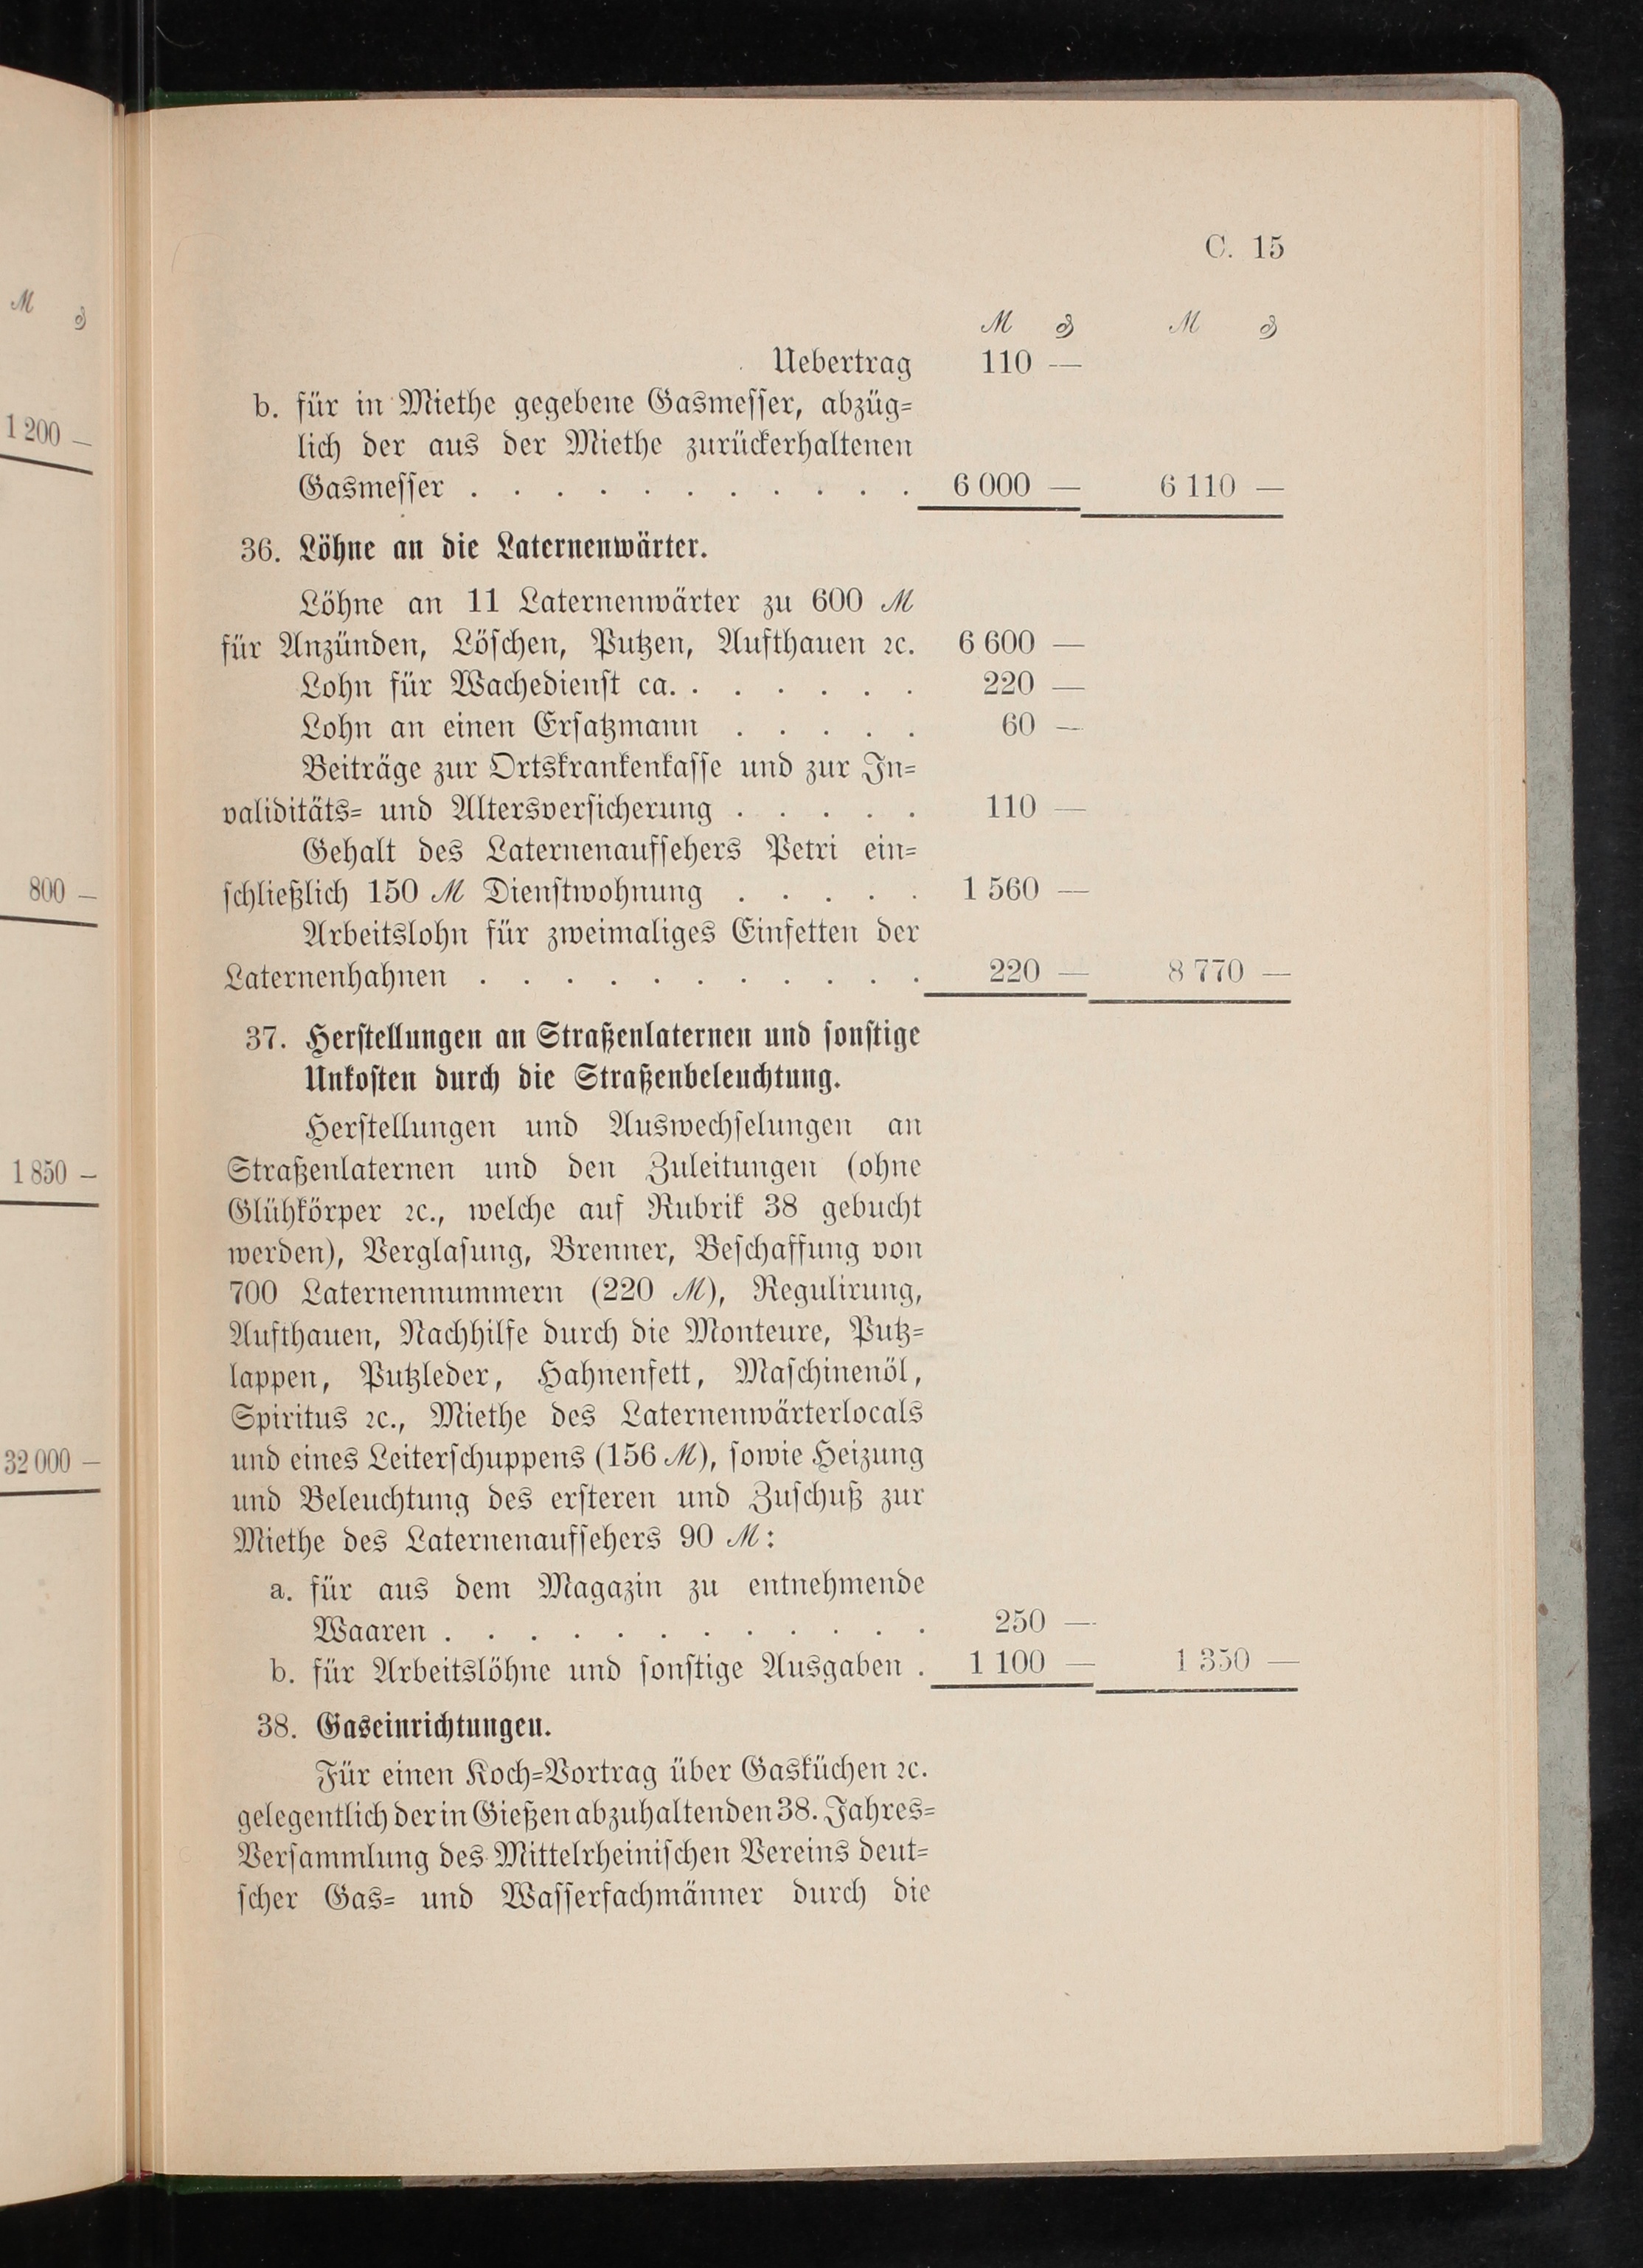 C. 15
ℳ ₰ ℳ ₰
Uebertrag 110 —
b. für in Miethe gegebene Gasmesser, abzüg-
lich der aus der Miethe zurückerhaltenen
Gasmesser . . . . . . . . . . . 6 000 — 6 110 —
36. Löhne an die Laternenwärter.
Löhne an 11 Laternenwärter zu 600 ℳ
für Anzünden, Löschen, Putzen, Aufthauen ꝛc. 6 600 —
Lohn für Wachedienst ca. . . . . . . 220 —
Lohn an einen Ersatzmann . . . . . 60 —
Beiträge zur Ortskrankenkasse und zur In-
validitäts- und Altersversicherung . . . . . 110 —
Gehalt des Laternenaufsehers Petri ein-
schließlich 150 ℳ Dienstwohnung . . . . . 1 560 —
Arbeitslohn für zweimaliges Einfetten der
Laternenhahnen . . . . . . . . . . . 220 — 8 770 —
37. Herstellungen an Straßenlaternen und sonstige
Unkosten durch die Straßenbeleuchtung.
Herstellungen und Auswechselungen an
Straßenlaternen und den Zuleitungen (ohne
Glühkörper ꝛc., welche auf Rubrik 38 gebucht
werden), Verglasung, Brenner, Beschaffung von
700 Laternennummern (220 ℳ), Regulirung,
Aufthauen, Nachhilfe durch die Monteure, Putz-
lappen, Putzleder, Hahnenfett, Maschinenöl,
Spiritus ꝛc., Miethe des Laternenwärterlocals
und eines Leiterschuppens (156 ℳ), sowie Heizung
und Beleuchtung des ersteren und Zuschuß zur
Miethe des Laternenaufsehers 90 ℳ:
a. für aus dem Magazin zu entnehmende
Waaren . . . . . . . . . . . . 250 —
b. für Arbeitslöhne und sonstige Ausgaben . 1 100 — 1 350 —
38. Gaseinrichtungen.
Für einen Koch-Vortrag über Gasküchen ꝛc.
gelegentlich der in Gießen abzuhaltenden 38. Jahres-
Versammlung des Mittelrheinischen Vereins deut-
scher Gas- und Wasserfachmänner durch die
ℳ ₰
1 200 —
800 —
1 850 —
32 000 —